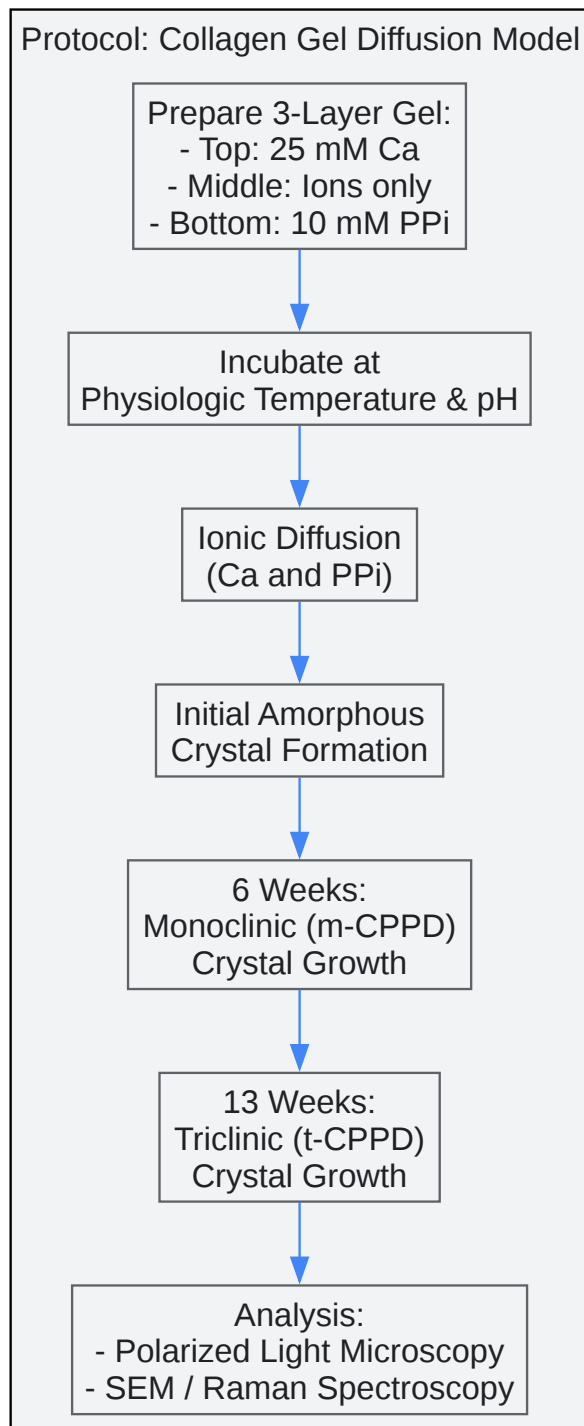 Protocol: Collagen Gel Diffusion Model
Prepare 3-Layer Gel:
- Top: 25 mM Ca
- Middle: Ions only
- Bottom: 10 mM PPi
Incubate at
Physiologic Temperature & pH
Ionic Diffusion
(Ca and PPi)
Initial Amorphous
Crystal Formation
6 Weeks:
Monoclinic (m-CPPD)
Crystal Growth
13 Weeks:
Triclinic (t-CPPD)
Crystal Growth
Analysis:
- Polarized Light Microscopy
- SEM / Raman Spectroscopy